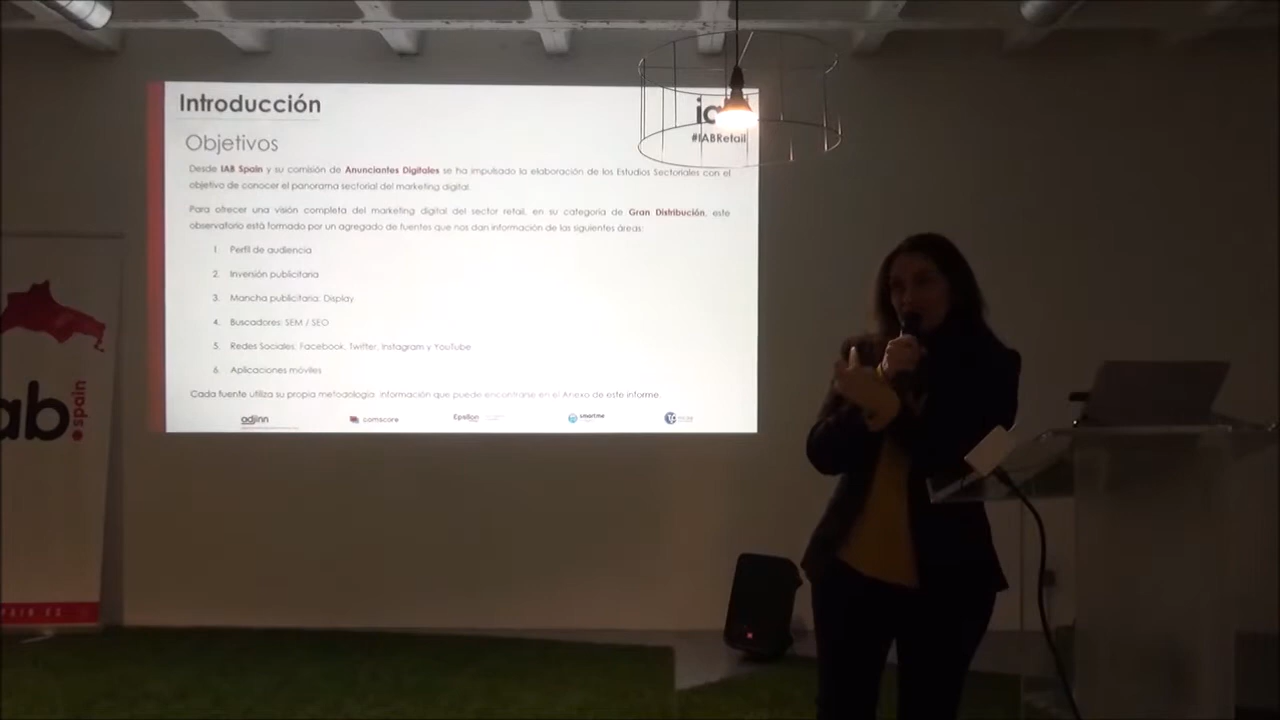 Introducción
#IABRetail
Objetivos
Desde IAB Spain y su comisión de Anunciantes Digitales se ha impulsado la elaboración de los Estudios Sectoriales con el
objetivo de conocer el panorama sectorial del marketing digital.
Para ofrecer una visión completa del marketing digital del sector retail, en su categoría de Gran Distribución, este
observatorio está formado por un agregado de fuentes que nos dan información de las siguientes áreas:
1. Perfil de audiencia
2. Inversión publicitaria
3. Mancha publicitaria: Display
4. Buscadores: SEM / SEO
5. Redes Sociales: Facebook, Twitter, Instagram y YouTube
6. Aplicaciones móviles
Cada fuente utiliza su propia metodología información que puede encontrarse en el Anexo de este informe.
adjinn comscore Epsilon smartme
ab spain